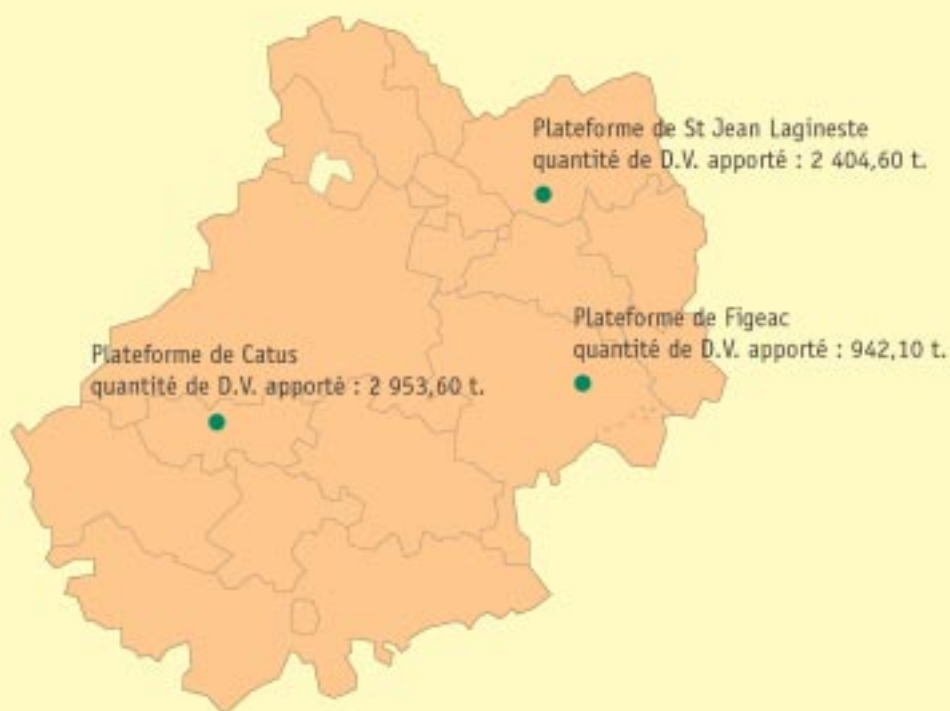 Plateforme de St Jean Lagineste
quantité de D.V. apporté : 2 404,60 t.
Plateforme de Figeac
quantité de D.V. apporté : 942,10 t.
Plateforme de Catus
quantité de D.V. apporté : 2 953,60 t.